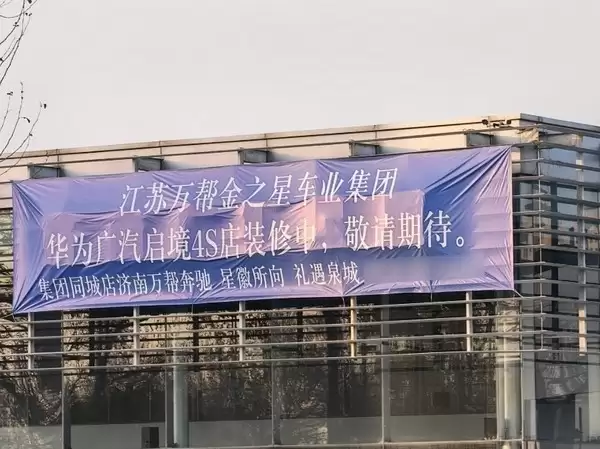 江苏万帮金之星车业集团
华为广汽启境4S店装修中，敬请期待。
集团同城店济南万帮奔驰 星徽所向 礼遇泉城